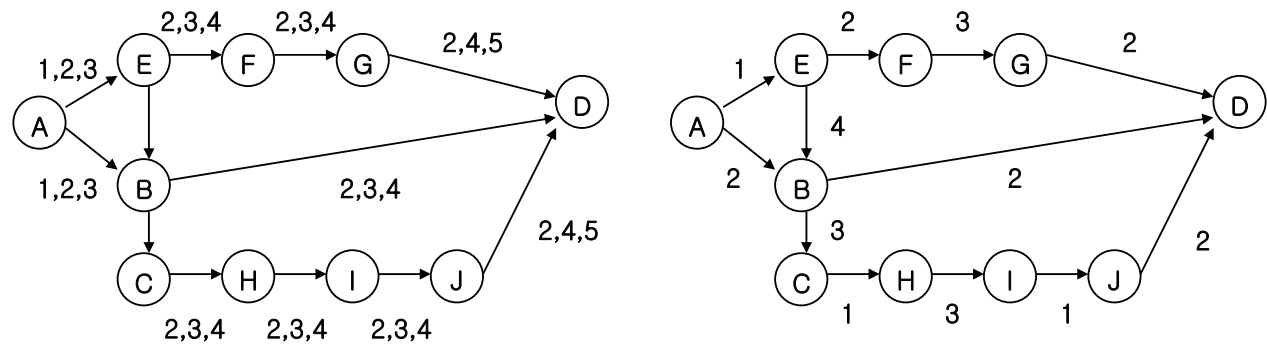 2,3,4 2,3,4
2,4,5
1,2,3 E F G
A D
B
1,2,3 2,3,4
2,4,5
C H I J
2,3,4 2,3,4 2,3,4
2 3
2
1 E F G
A D
4
B
2 2
3
2
C H I J
1 3 1